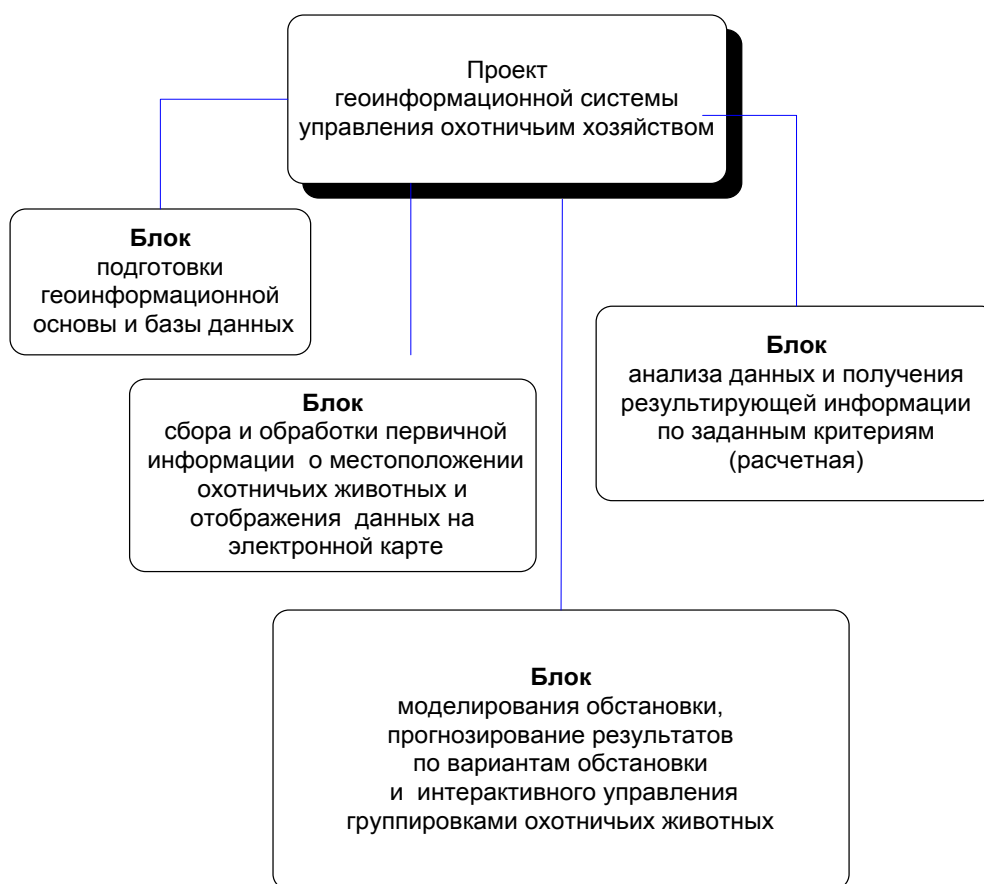 Проект
геоинформационной системы
управления охотничьим хозяйством
Блок
подготовки
геоинформационной
основы и базы данных
Блок
сбора и обработки первичной
информации о местоположении
охотничьих животных и
отображения данных на
электронной карте
Блок
анализа данных и получения
результирующей информации
по заданным критериям
(расчетная)
Блок
моделирования обстановки,
прогнозирование результатов
по вариантам обстановки
и интерактивного управления
группировками охотничьих животных